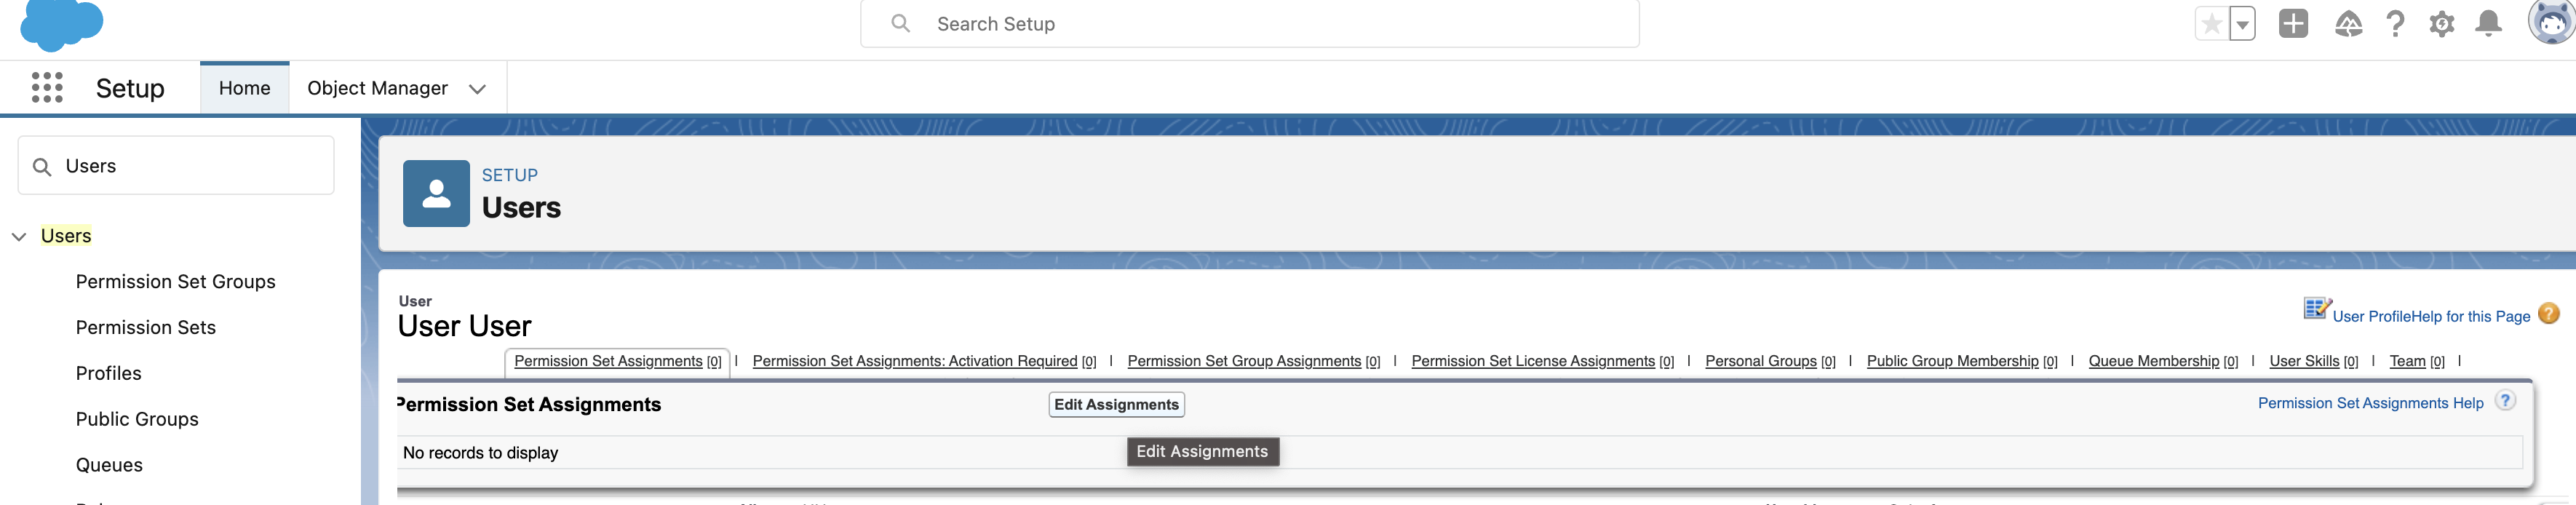 Search Setup
Setup
Home
Object Manager
Users
Users
Permission Set Groups
Permission Sets
Profiles
Public Groups
Queues
SETUP
Users
User
User User
User Profile
Help for this Page
Permission Set Assignments [0] | Permission Set Assignments: Activation Required [0] | Permission Set Group Assignments [0] | Permission Set License Assignments [0] | Personal Groups [0] | Public Group Membership [0] | Queue Membership [0] | User Skills [0] | Team [0] |
Permission Set Assignments
Edit Assignments
Permission Set Assignments Help ?
No records to display
Edit Assignments